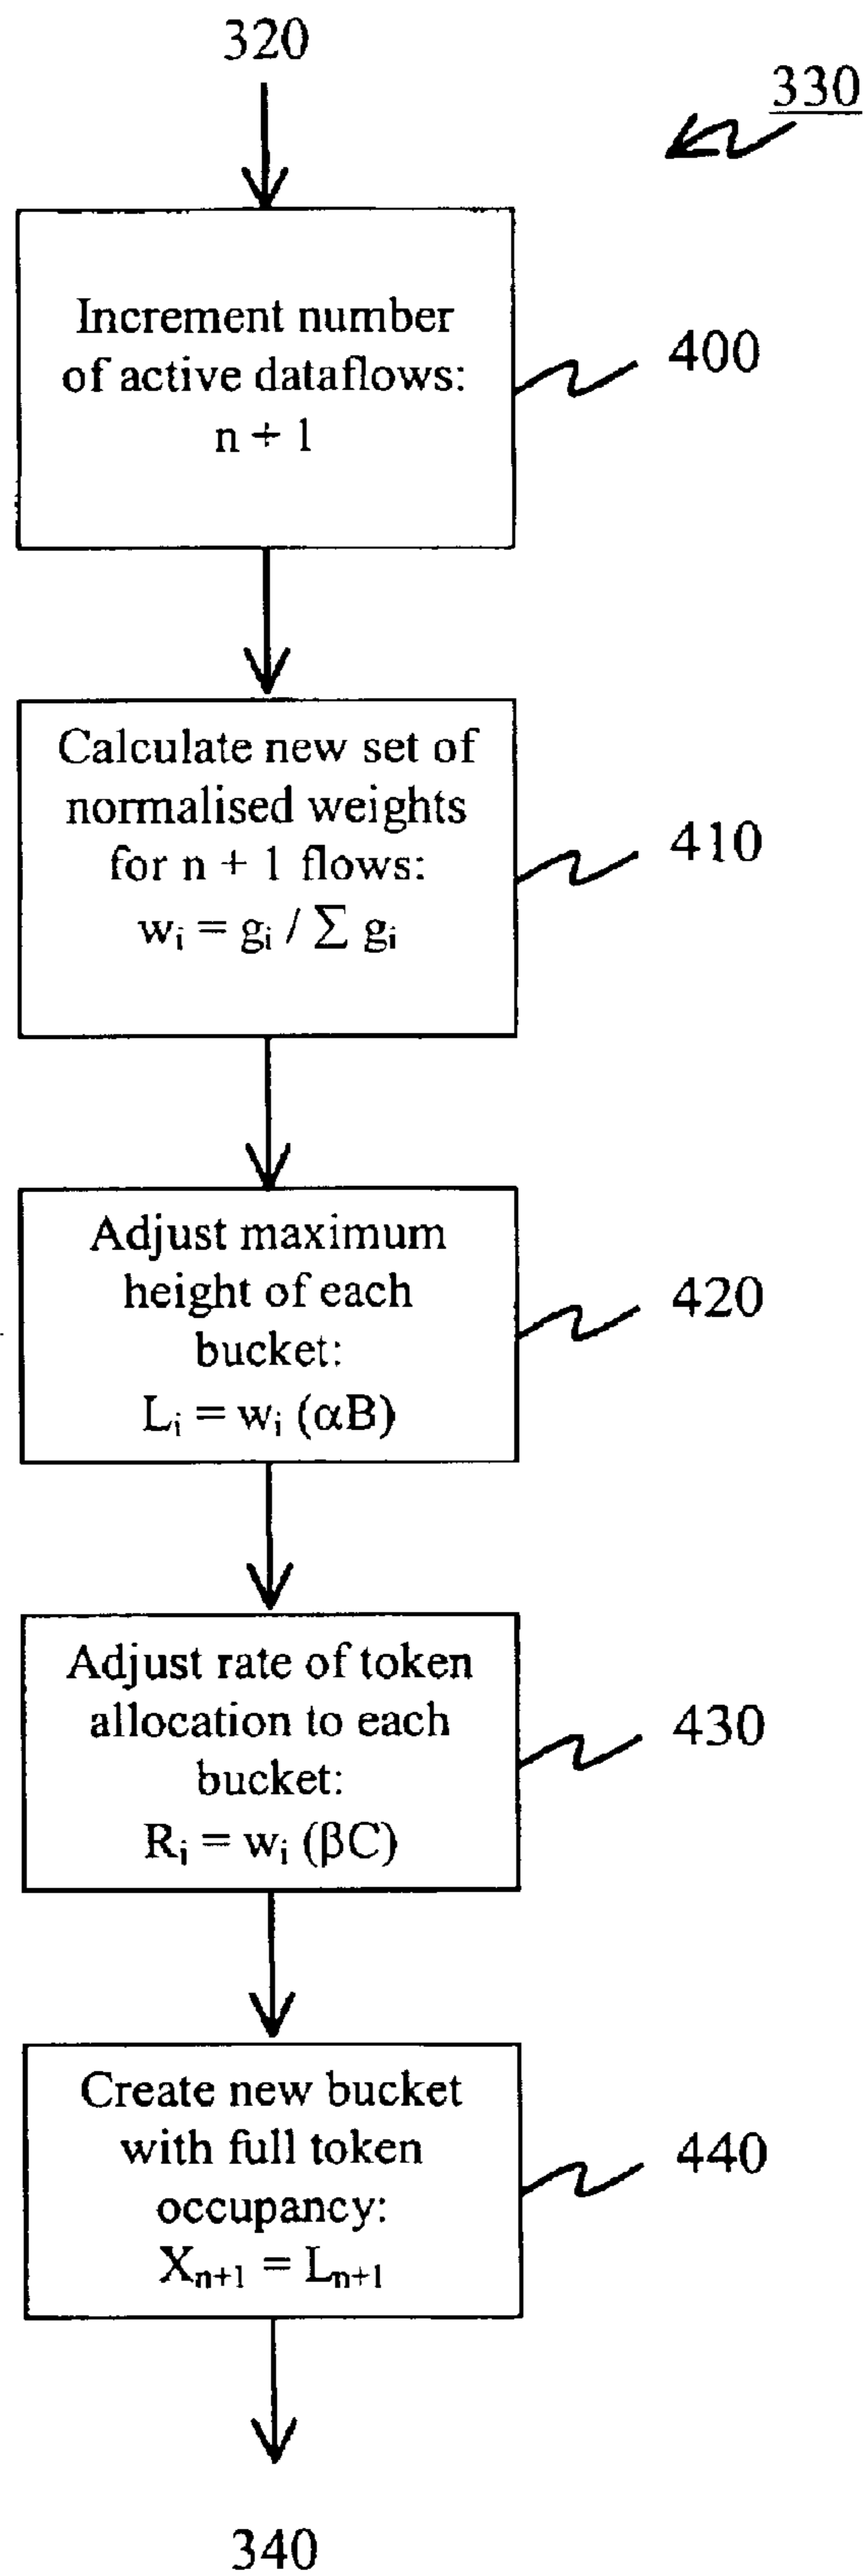 320
330
Increment number
of active dataflows:
n + 1
400
Calculate new set of
normalised weights
for n + 1 flows:
wᵢ = gᵢ / ∑ gᵢ
410
Adjust maximum
height of each
bucket:
Lᵢ = wᵢ (αB)
420
Adjust rate of token
allocation to each
bucket:
Rᵢ = wᵢ (βC)
430
Create new bucket
with full token
occupancy:
Xₙ₊₁ = Lₙ₊₁
440
340